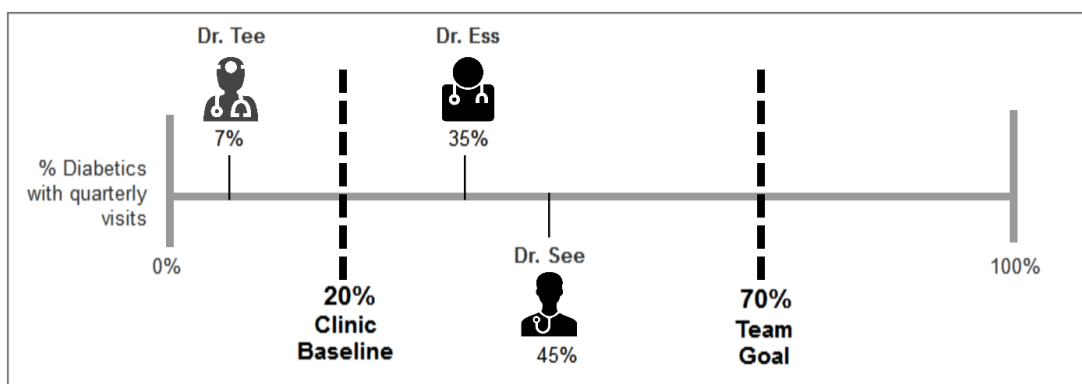 Dr. Tee
Dr. Ess
7%
35%
% Diabetics
with quarterly
visits
0%
100%
Dr. See
45%
20%
Clinic
Baseline
70%
Team
Goal